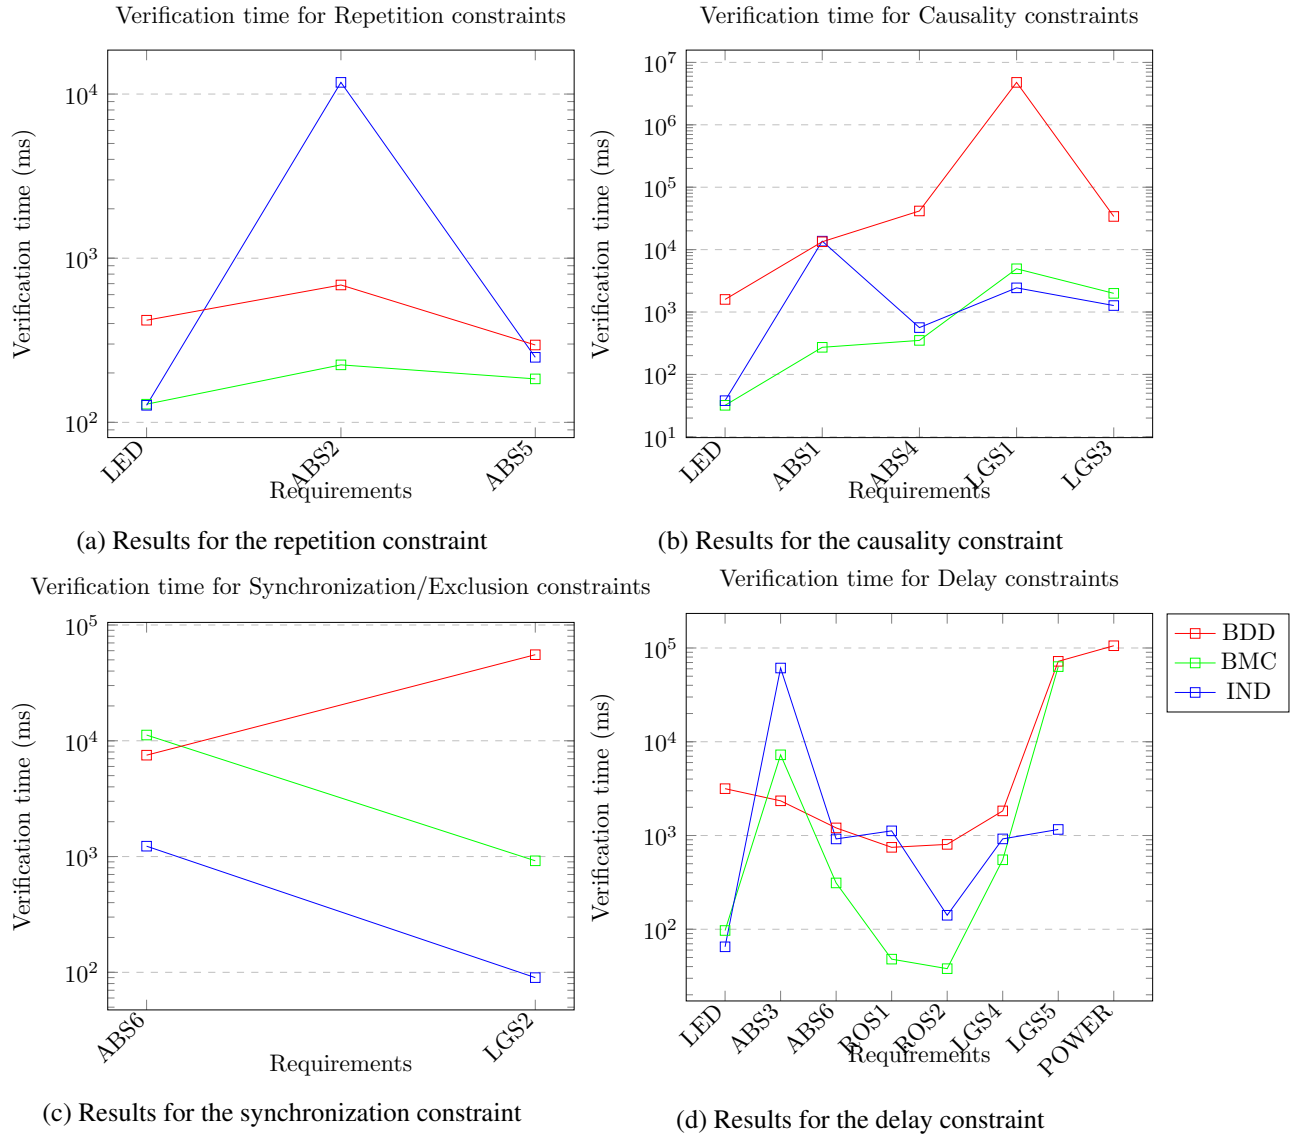 Verification time for Repetition constraints
Verification time (ms)
10^4
10^3
10^2
LED
ABS2
ABS5
Requirements
(a) Results for the repetition constraint
Verification time for Causality constraints
Verification time (ms)
10^7
10^6
10^5
10^4
10^3
10^2
10^1
LED
ABS1
ABS4
LGS1
LGS3
Requirements
(b) Results for the causality constraint
Verification time for Synchronization/Exclusion constraints
Verification time (ms)
10^5
10^4
10^3
10^2
ABS6
LGS2
Requirements
(c) Results for the synchronization constraint
Verification time for Delay constraints
Verification time (ms)
10^5
10^4
10^3
10^2
LED
ABS3
ABS6
ROS1
ROS2
LGS4
LGS5
POWER
Requirements
BDD
BMC
IND
(d) Results for the delay constraint